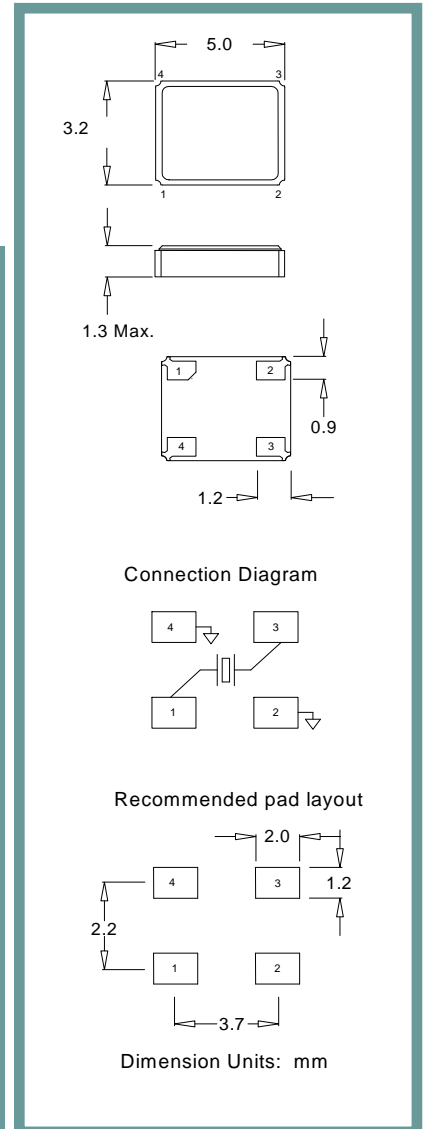 5.0
4 3
3.2
1 2
1.3 Max.
1 2
0.9
4 3
1.2
Connection Diagram
4 3
1 2
Recommended pad layout
2.0
4 3 1.2
2.2
1 2
3.7
Dimension Units: mm